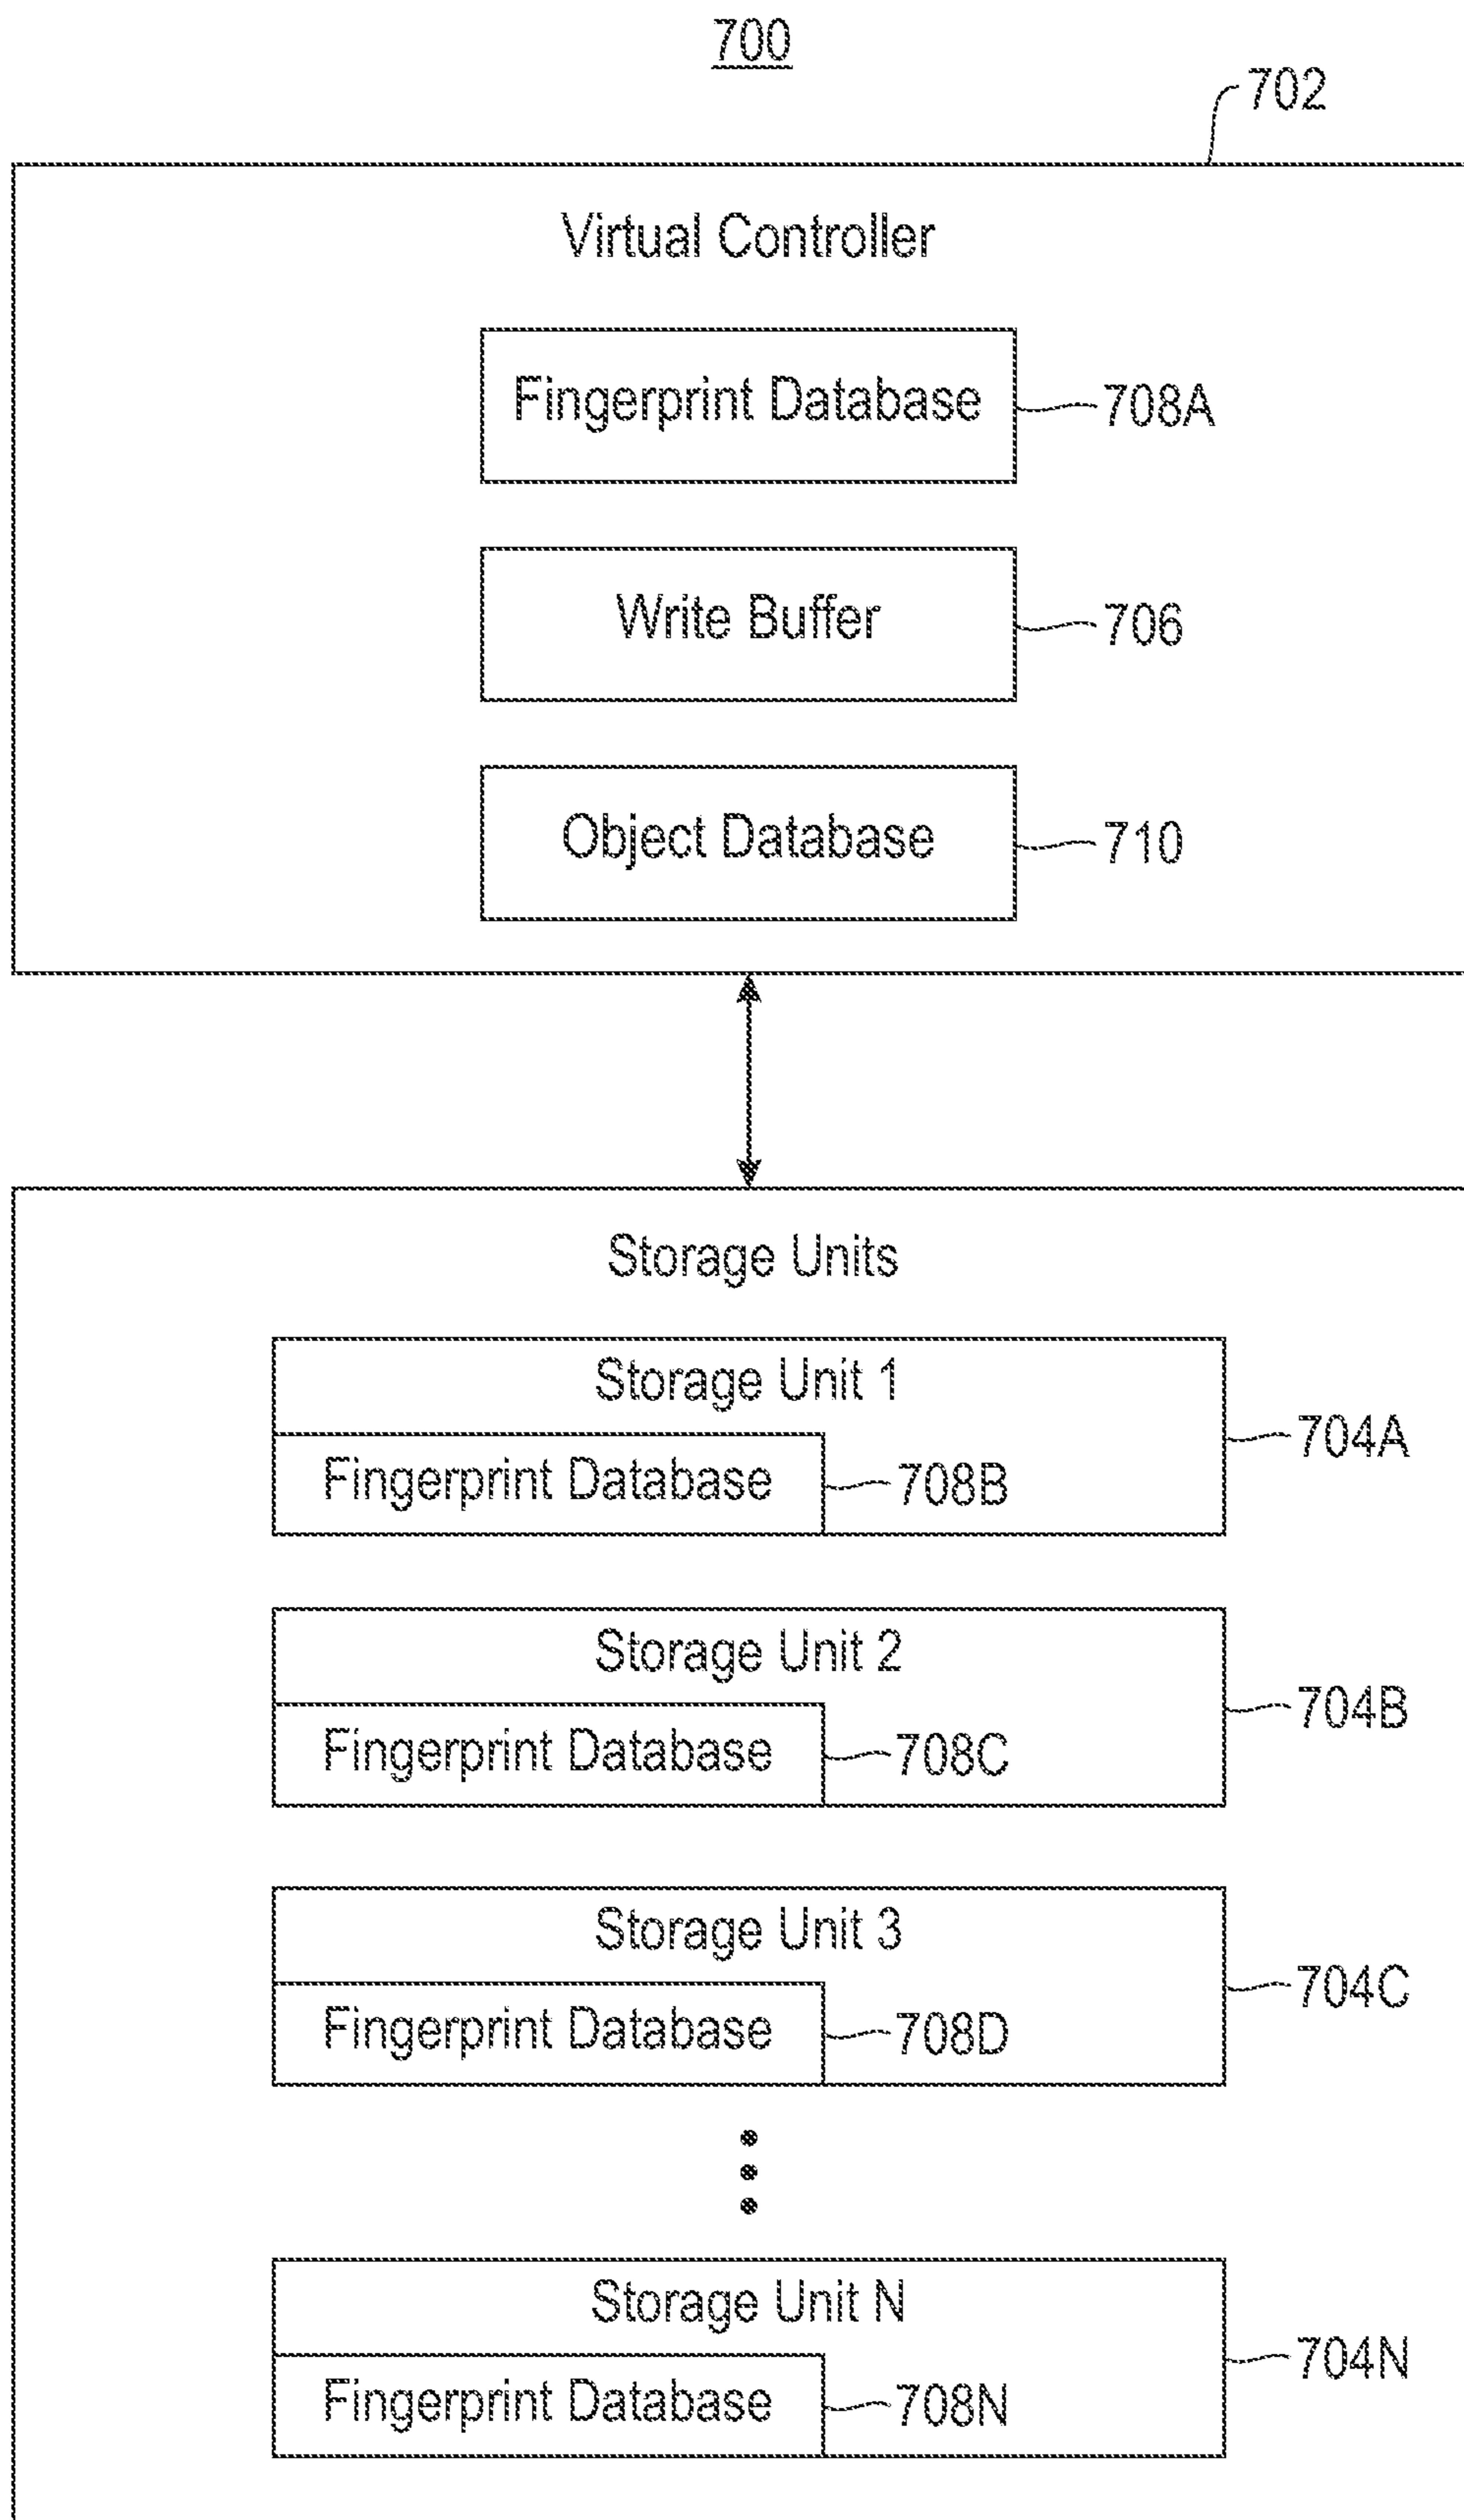 700
702
Virtual Controller
Fingerprint Database
708A
Write Buffer
706
Object Database
710
Storage Units
Storage Unit 1
704A
Fingerprint Database
708B
Storage Unit 2
704B
Fingerprint Database
708C
Storage Unit 3
704C
Fingerprint Database
708D
Storage Unit N
704N
Fingerprint Database
708N